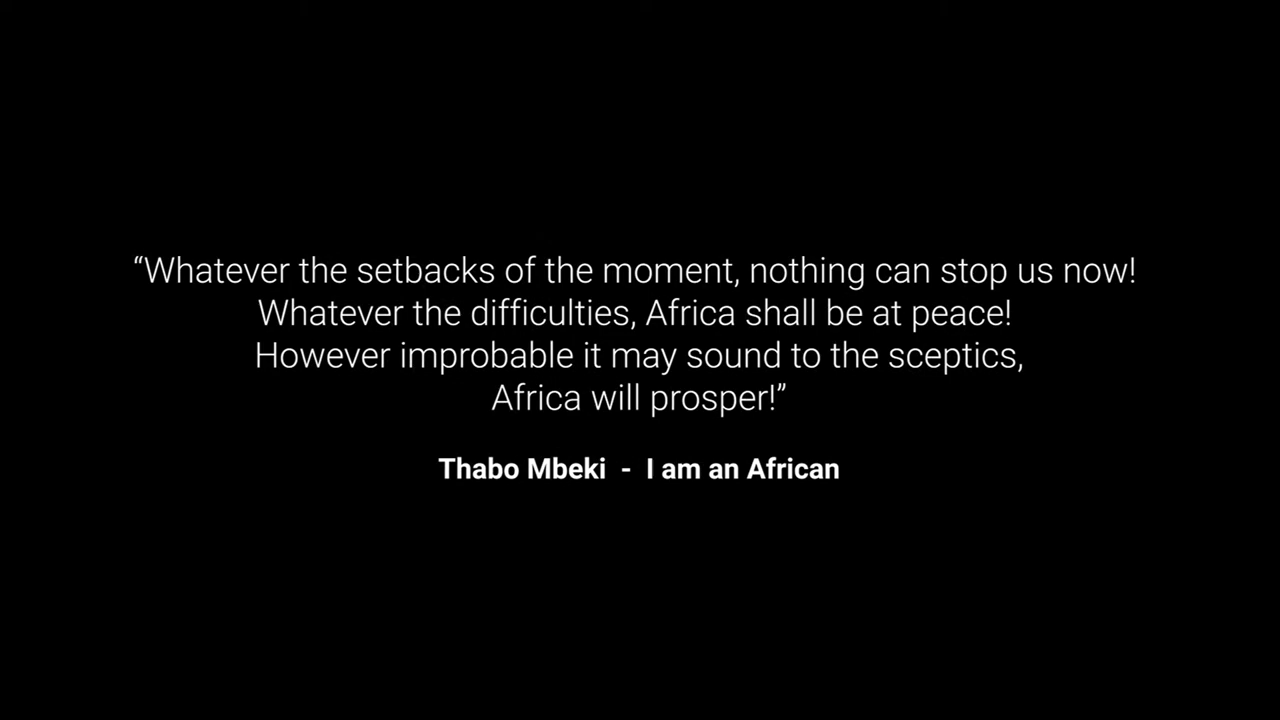 “Whatever the setbacks of the moment, nothing can stop us now!
Whatever the difficulties, Africa shall be at peace!
However improbable it may sound to the sceptics,
Africa will prosper!”
Thabo Mbeki - I am an African